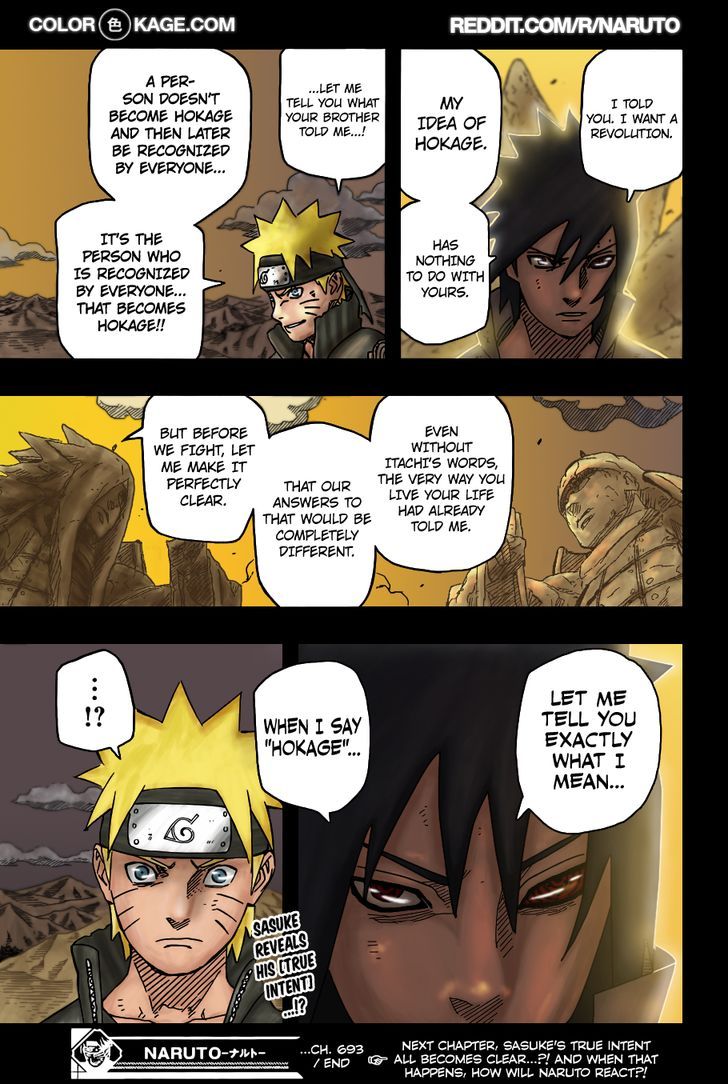 COLOR 色 KAGE.COM
REDDIT.COM/R/NARUTO
I TOLD
YOU. I WANT A
REVOLUTION.
MY
IDEA OF
HOKAGE.
HAS
NOTHING
TO DO WITH
YOURS.
...LET ME
TELL YOU WHAT
YOUR BROTHER
TOLD ME...!
A PER-
SON DOESN'T
BECOME HOKAGE
AND THEN LATER
BE RECOGNIZED
BY EVERYONE...
IT'S THE
PERSON WHO
IS RECOGNIZED
BY EVERYONE...
THAT BECOMES
HOKAGE!!
EVEN
WITHOUT
ITACHI'S WORDS,
THE VERY WAY YOU
LIVE YOUR LIFE
HAD ALREADY
TOLD ME.
THAT OUR
ANSWERS TO
THAT WOULD BE
COMPLETELY
DIFFERENT.
BUT BEFORE
WE FIGHT, LET
ME MAKE IT
PERFECTLY
CLEAR.
LET ME
TELL YOU
EXACTLY
WHAT I
MEAN...
WHEN I SAY
"HOKAGE"...
...
!?
SASUKE
REVEALS
HIS [TRUE
INTENT]
...!?
NARUTO-ナルト-
...CH. 693
/ END
☞ NEXT CHAPTER, SASUKE'S TRUE INTENT
ALL BECOMES CLEAR...?! AND WHEN THAT
HAPPENS, HOW WILL NARUTO REACT?!